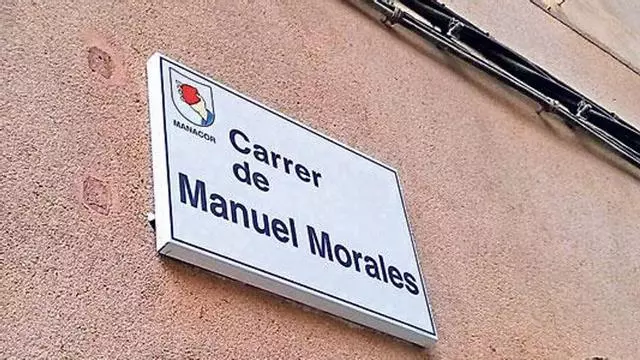 MANACOR
Carrer
de
Manuel Morales